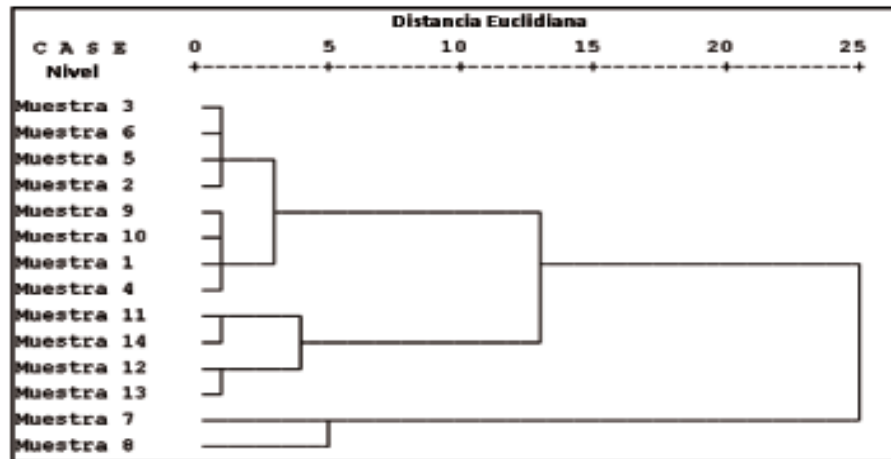 Distancia Euclidiana
C A S E 0 5 10 15 20 25
Nivel
Muestra 3
Muestra 6
Muestra 5
Muestra 2
Muestra 9
Muestra 10
Muestra 1
Muestra 4
Muestra 11
Muestra 14
Muestra 12
Muestra 13
Muestra 7
Muestra 8